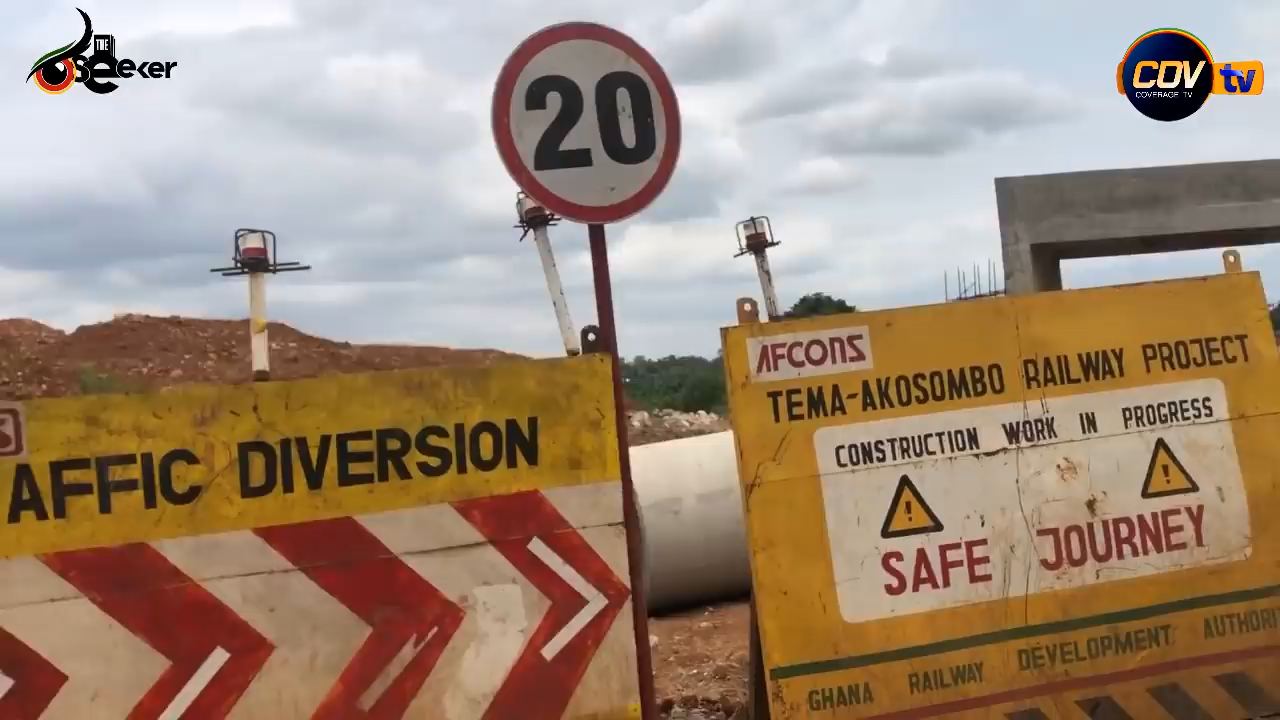 THE
seeker
CDV tv
COVERAGE TV
20
AFFIC DIVERSION
AFCONS
TEMA-AKOSOMBO RAILWAY PROJECT
CONSTRUCTION WORK IN PROGRESS
!
!
SAFE JOURNEY
GHANA RAILWAY DEVELOPMENT AUTHORI